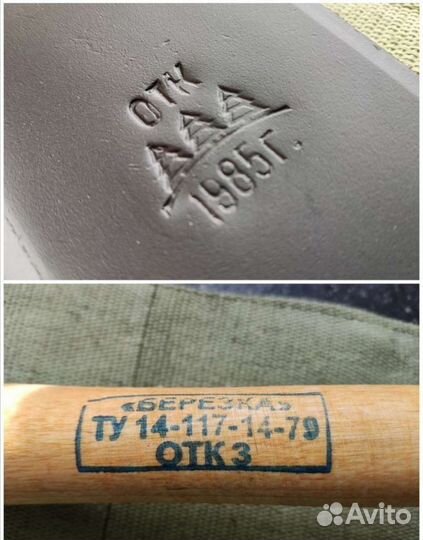 ОТК
1985г.
«БЕРЕЗКА»
ТУ 14-117-14-79
ОТК 3
Avito